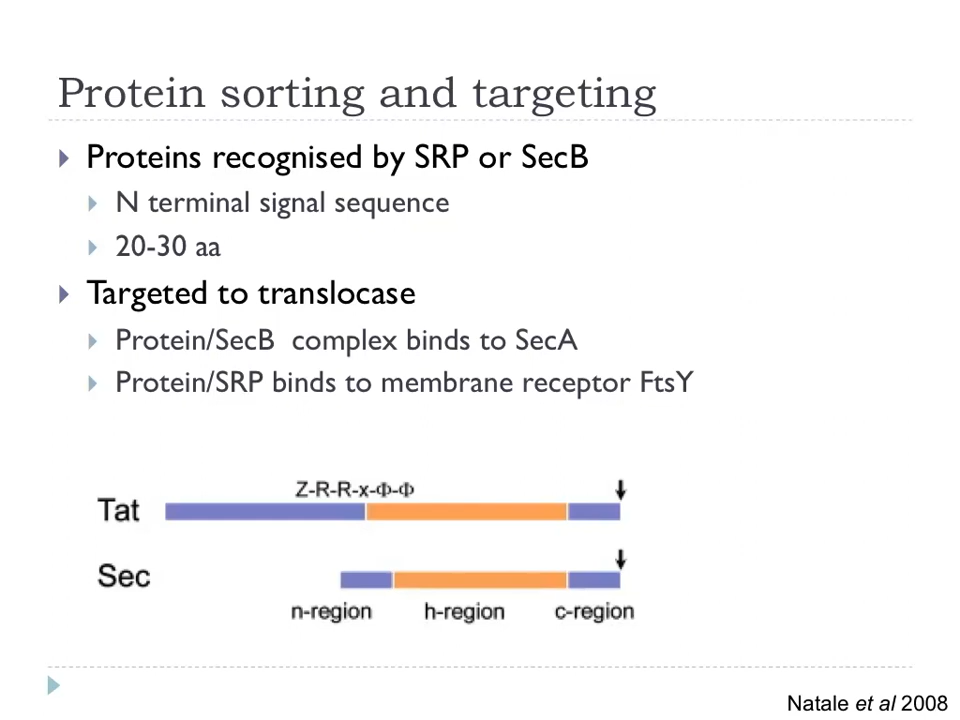 Protein sorting and targeting
Proteins recognised by SRP or SecB
N terminal signal sequence
20-30 aa
Targeted to translocase
Protein/SecB complex binds to SecA
Protein/SRP binds to membrane receptor FtsY
Z-R-R-x-Φ-Φ
Tat
Sec
n-region h-region c-region
Natale et al 2008